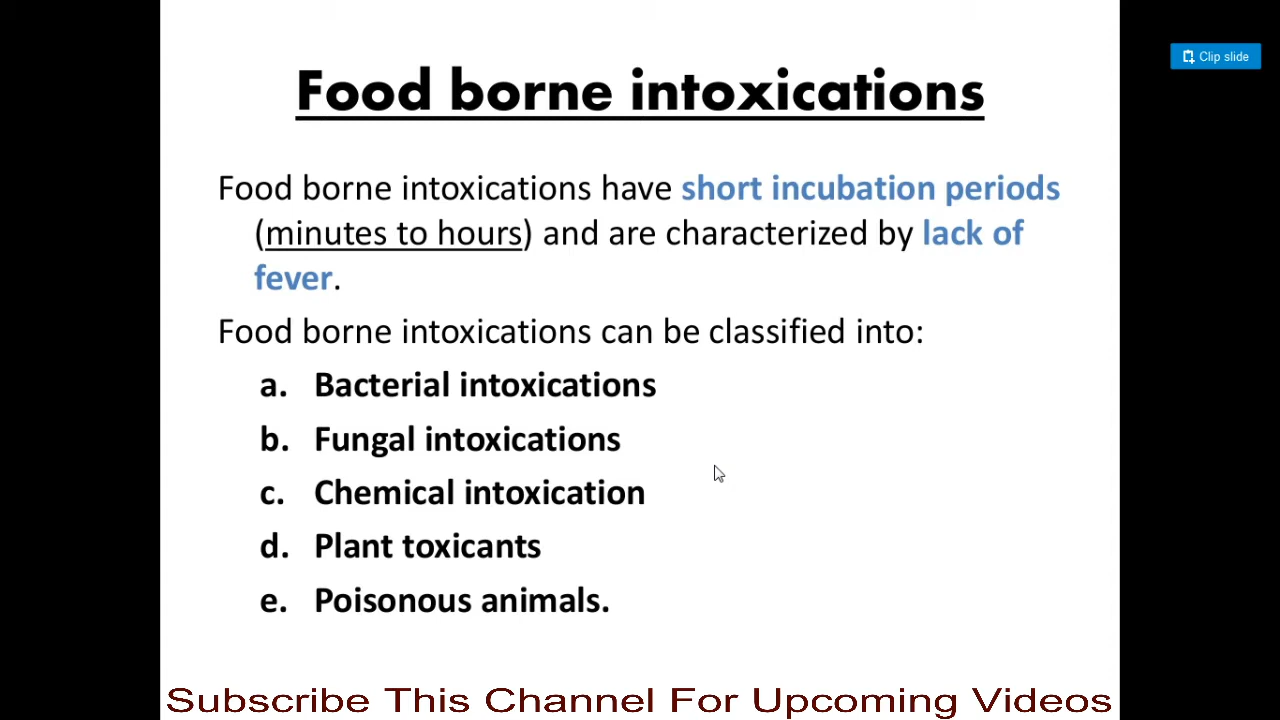 Clip slide
Food borne intoxications
Food borne intoxications have short incubation periods
(minutes to hours) and are characterized by lack of
fever.
Food borne intoxications can be classified into:
a. Bacterial intoxications
b. Fungal intoxications
c. Chemical intoxication
d. Plant toxicants
e. Poisonous animals.
Subscribe This Channel For Upcoming Videos